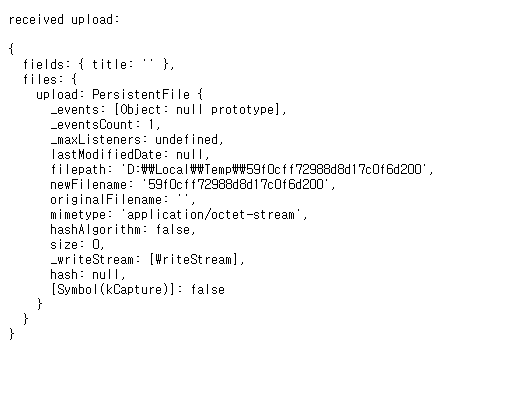 received upload:
{
  fields: { title: '' },
  files: {
    upload: PersistentFile {
      _events: [Object: null prototype],
      _eventsCount: 1,
      _maxListeners: undefined,
      lastModifiedDate: null,
      filepath: 'D:₩₩Local₩₩Temp₩₩59f0cff72988d8d17c0f6d200',
      newFilename: '59f0cff72988d8d17c0f6d200',
      originalFilename: '',
      mimetype: 'application/octet-stream',
      hashAlgorithm: false,
      size: 0,
      _writeStream: [WriteStream],
      hash: null,
      [Symbol(kCapture)]: false
    }
  }
}